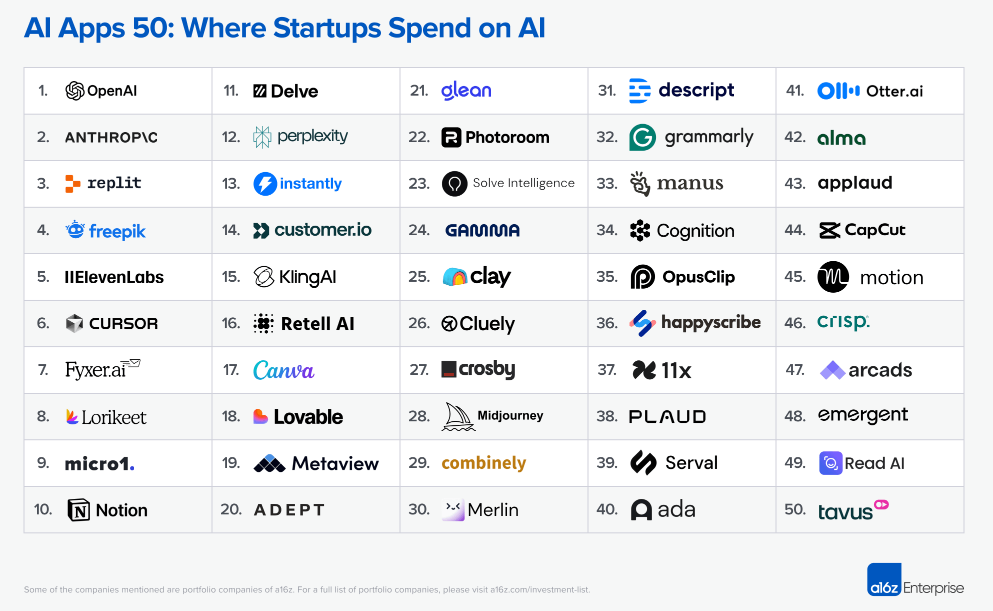 AI Apps 50: Where Startups Spend on AI
1. OpenAI
2. ANTHROP\C
3. replit
4. freepik
5. IIElevenLabs
6. CURSOR
7. Fyxer.ai
8. Lorikeet
9. micro1.
10. Notion
11. Delve
12. perplexity
13. instantly
14. customer.io
15. KlingAI
16. Retell AI
17. Canva
18. Lovable
19. Metaview
20. ADEPT
21. glean
22. Photoroom
23. Solve Intelligence
24. GAMMA
25. clay
26. Cluely
27. crosby
28. Midjourney
29. combinely
30. Merlin
31. descript
32. grammarly
33. manus
34. Cognition
35. OpusClip
36. happyscribe
37. 11x
38. PLAUD
39. Serval
40. ada
41. Otter.ai
42. alma
43. applaud
44. CapCut
45. motion
46. crisp.
47. arcads
48. emergent
49. Read AI
50. tavus
Some of the companies mentioned are portfolio companies of a16z. For a full list of portfolio companies, please visit a16z.com/investment-list.
a16z Enterprise